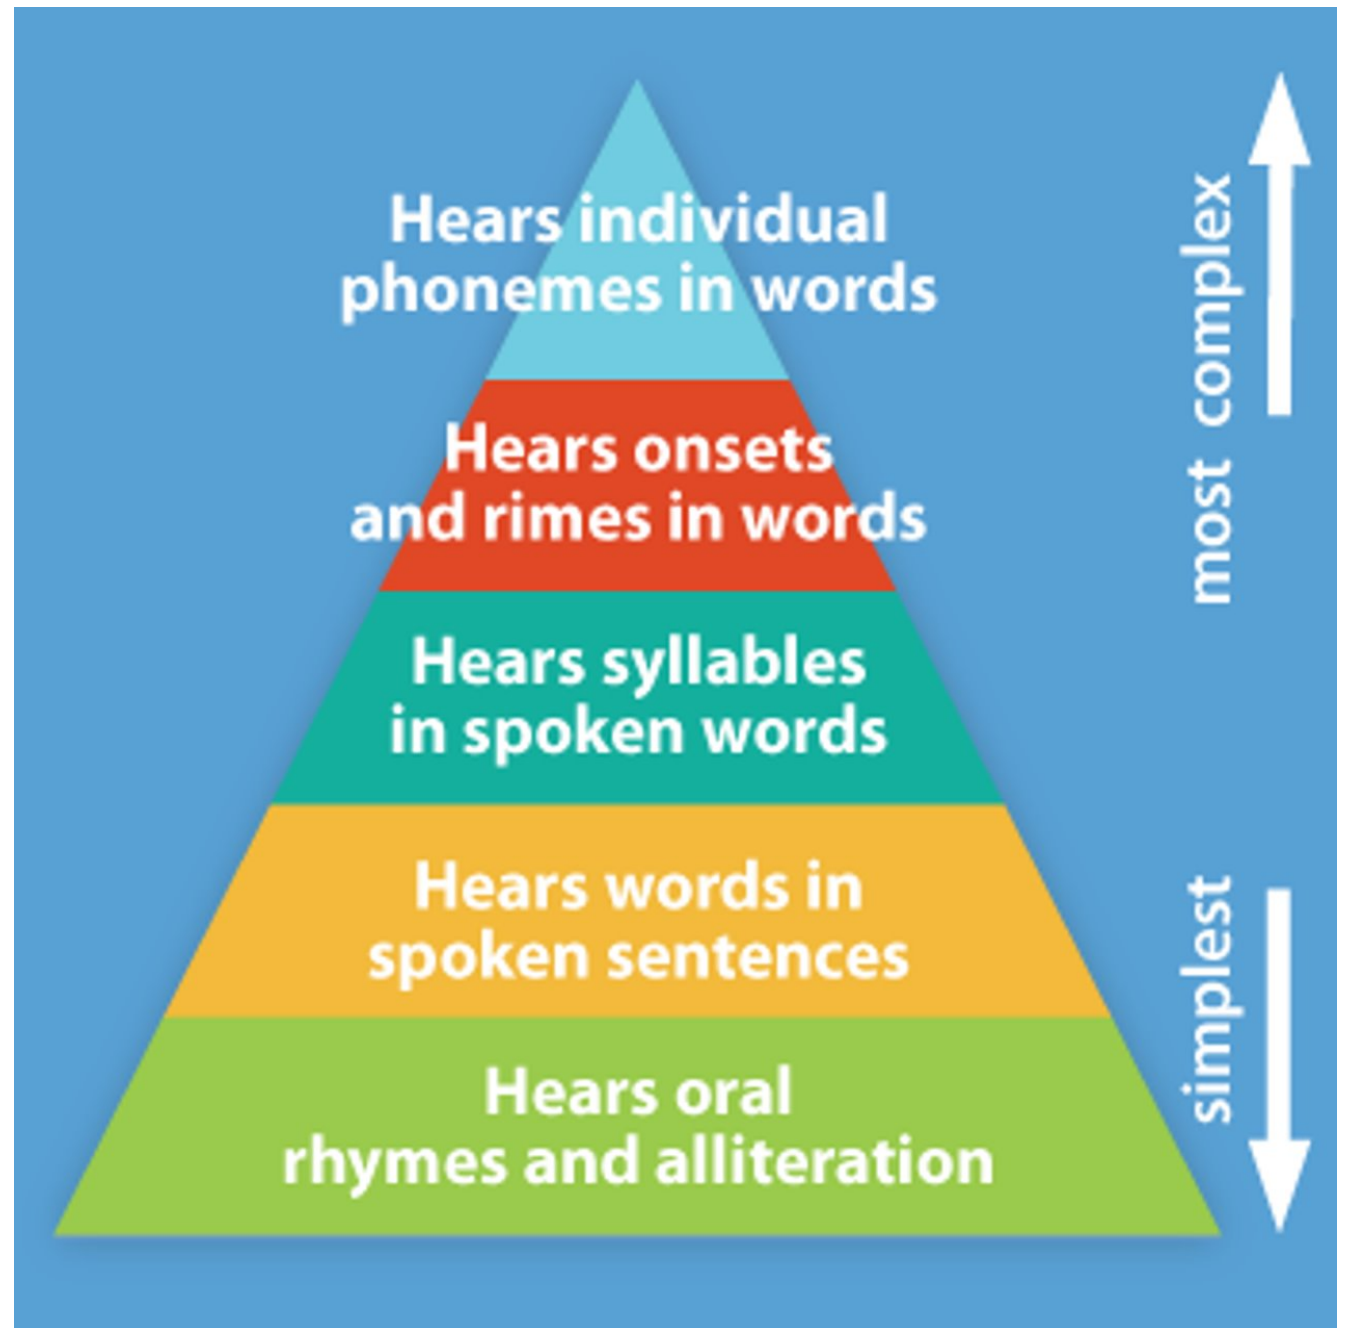 Hears individual
phonemes in words
Hears onsets
and rimes in words
Hears syllables
in spoken words
Hears words in
spoken sentences
Hears oral
rhymes and alliteration
most complex
simplest